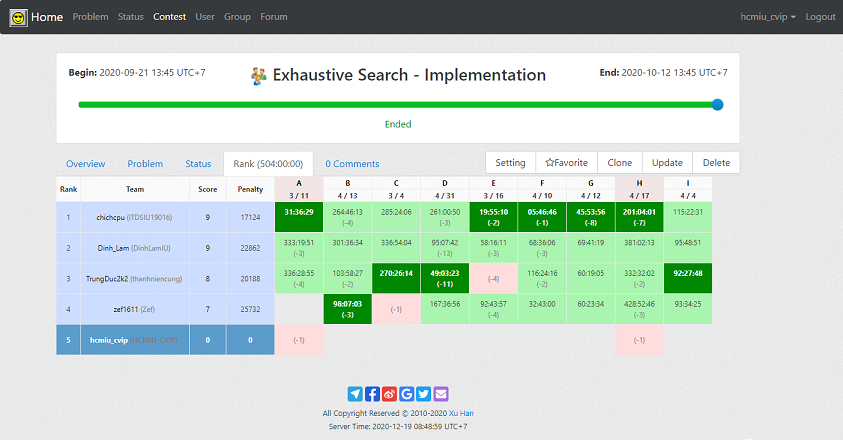 Home Problem Status Contest User Group Forum hcmiu_cvip Logout
Begin: 2020-09-21 13:45 UTC+7 Exhaustive Search - Implementation End: 2020-10-12 13:45 UTC+7
Ended
Overview Problem Status Rank (504:00:00) 0 Comments Setting Favorite Clone Update Delete
Rank Team Score Penalty A B C D E F G H I
3 / 11 4 / 13 3 / 4 4 / 31 3 / 16 4 / 10 4 / 12 4 / 17 4 / 4
1 chichcpu (ITDSIU19016) 9 17124 31:36:29 264:46:13 285:24:06 261:00:50 19:55:10 05:46:46 45:53:56 201:04:01 115:22:31
(-4) (-3) (-2) (-1) (-8) (-7)
2 Dinh_Lam (DinhLamIU) 9 22862 333:19:51 301:36:34 336:54:04 95:07:42 58:16:11 68:36:06 69:41:19 381:02:13 95:48:51
(-3) (-13) (-3) (-3)
3 TrungDuc2k2 (thanhniencung) 8 20188 336:28:55 103:58:27 270:26:14 49:03:23 (-4) 116:24:16 60:19:05 332:32:02 92:27:48
(-4) (-2) (-11) (-2) (-2)
4 zef1611 (Zef) 7 25732 98:07:03 (-1) 167:36:56 92:43:57 32:43:00 60:23:34 428:52:46 93:34:25
(-3) (-4) (-3)
5 hcmiu_cvip (HCMIU-CVIP) 0 0 (-1) (-1)
All Copyright Reserved © 2010-2020 Xu Han
Server Time: 2020-12-19 08:48:59 UTC+7